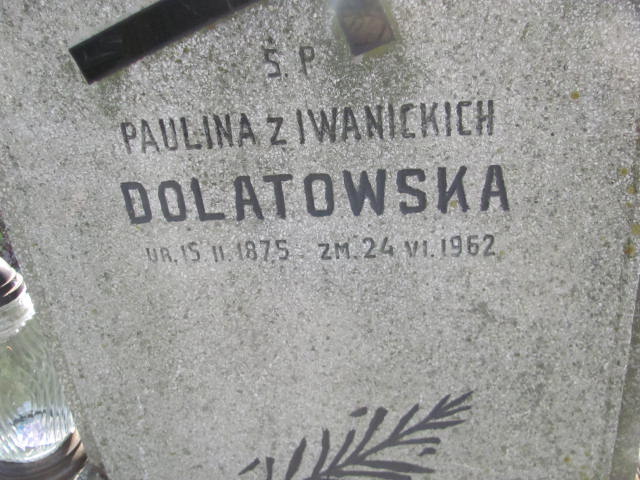 Ś. P
PAULINA Z IWANICKICH
DOLATOWSKA
UR. 15 II. 1875 ZM. 24 VI. 1962